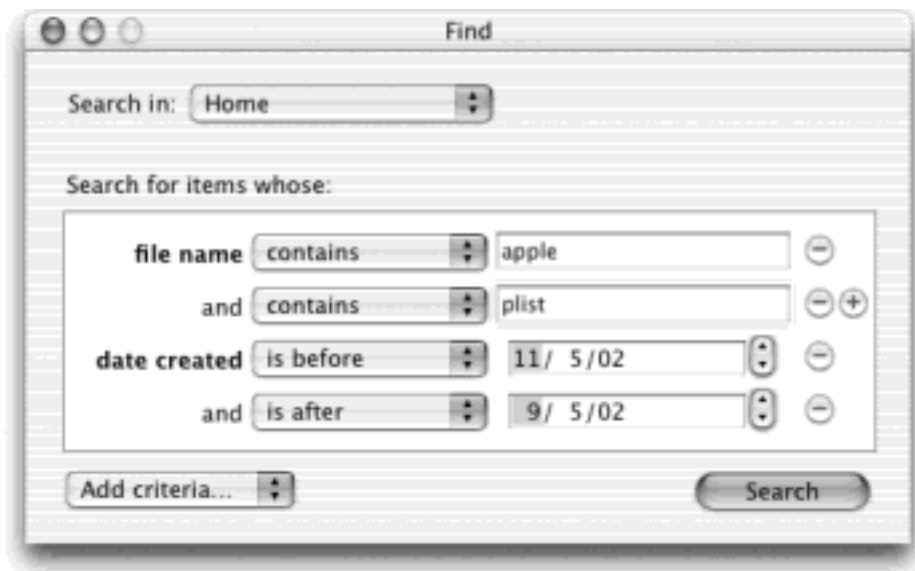 Find
Search in: Home
Search for items whose:
file name contains apple
and contains plist
date created is before 11/ 5/02
and is after 9/ 5/02
Add criteria... Search